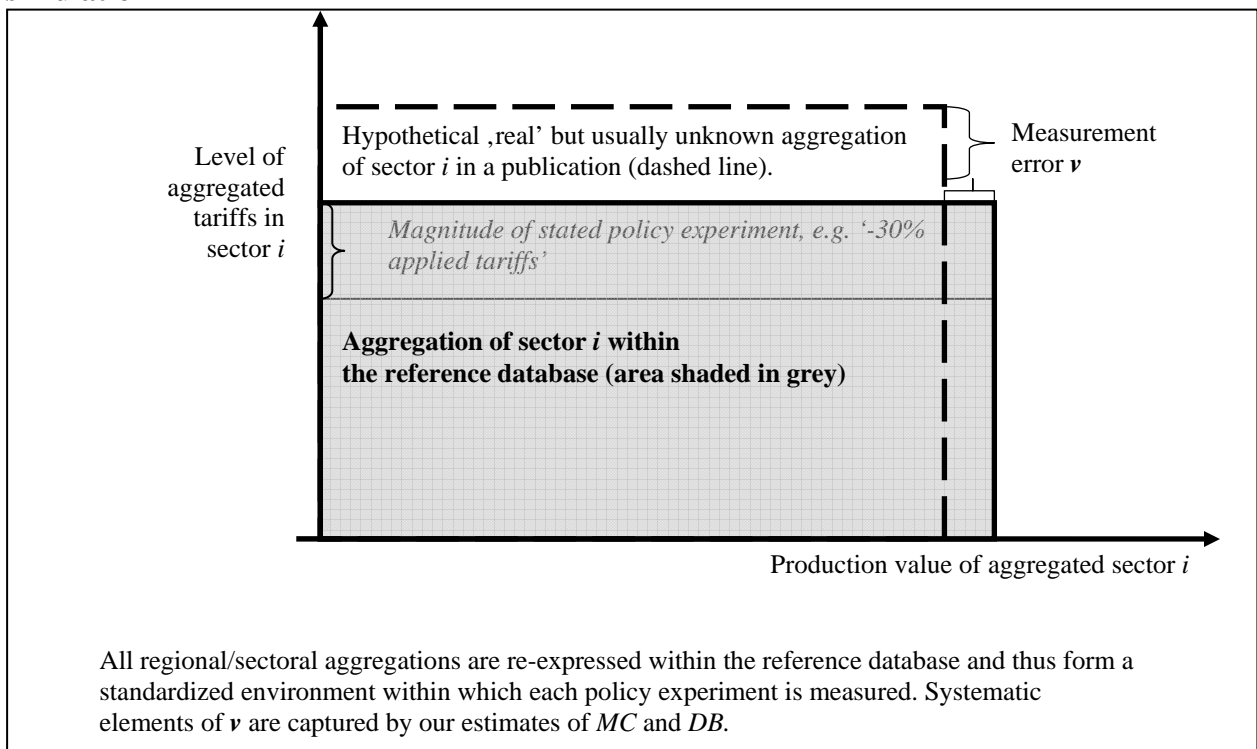 Hypothetical ‚real’ but usually unknown aggregation
of sector i in a publication (dashed line).
Measurement
error v
Level of
aggregated
tariffs in
sector i
Magnitude of stated policy experiment, e.g. ‘-30%
applied tariffs’
Aggregation of sector i within
the reference database (area shaded in grey)
Production value of aggregated sector i
All regional/sectoral aggregations are re-expressed within the reference database and thus form a
standardized environment within which each policy experiment is measured. Systematic
elements of v are captured by our estimates of MC and DB.